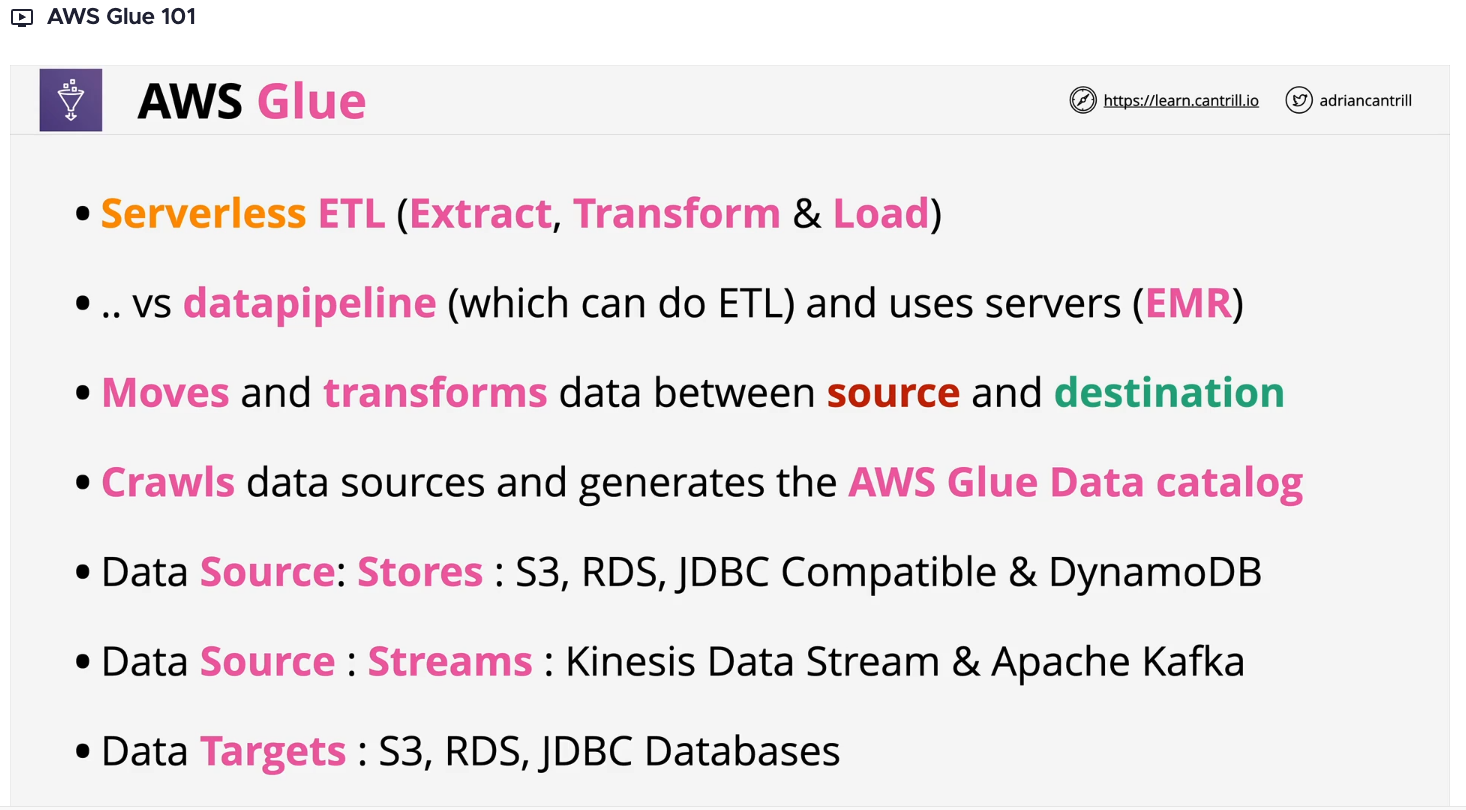 AWS Glue 101
AWS Glue
https://learn.cantrill.io
adriancantrill
• Serverless ETL (Extract, Transform & Load)
• .. vs datapipeline (which can do ETL) and uses servers (EMR)
• Moves and transforms data between source and destination
• Crawls data sources and generates the AWS Glue Data catalog
• Data Source: Stores : S3, RDS, JDBC Compatible & DynamoDB
• Data Source : Streams : Kinesis Data Stream & Apache Kafka
• Data Targets : S3, RDS, JDBC Databases